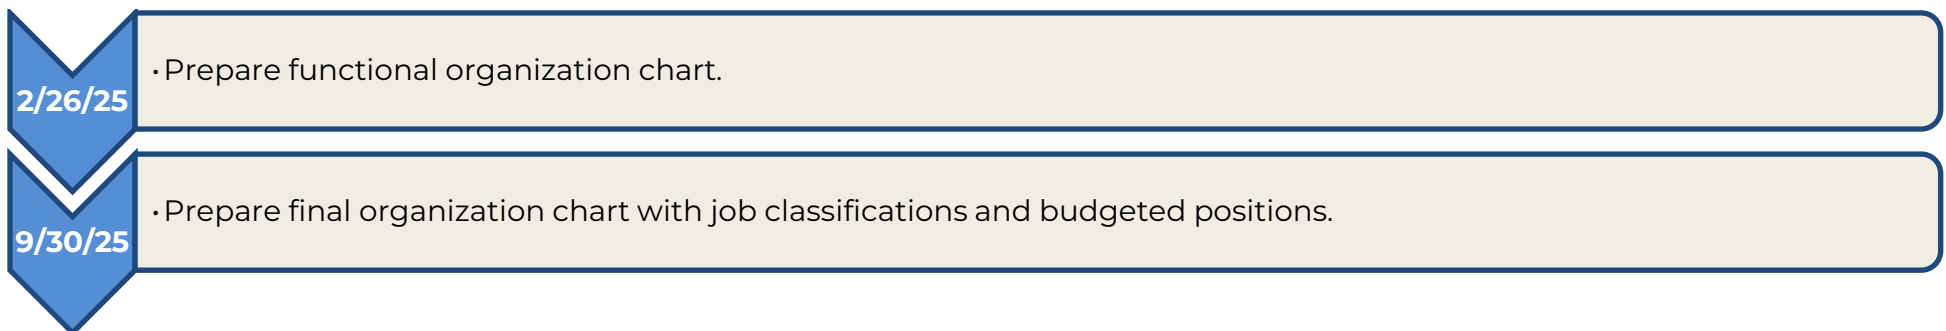 2/26/25
·Prepare functional organization chart.
9/30/25
·Prepare final organization chart with job classifications and budgeted positions.